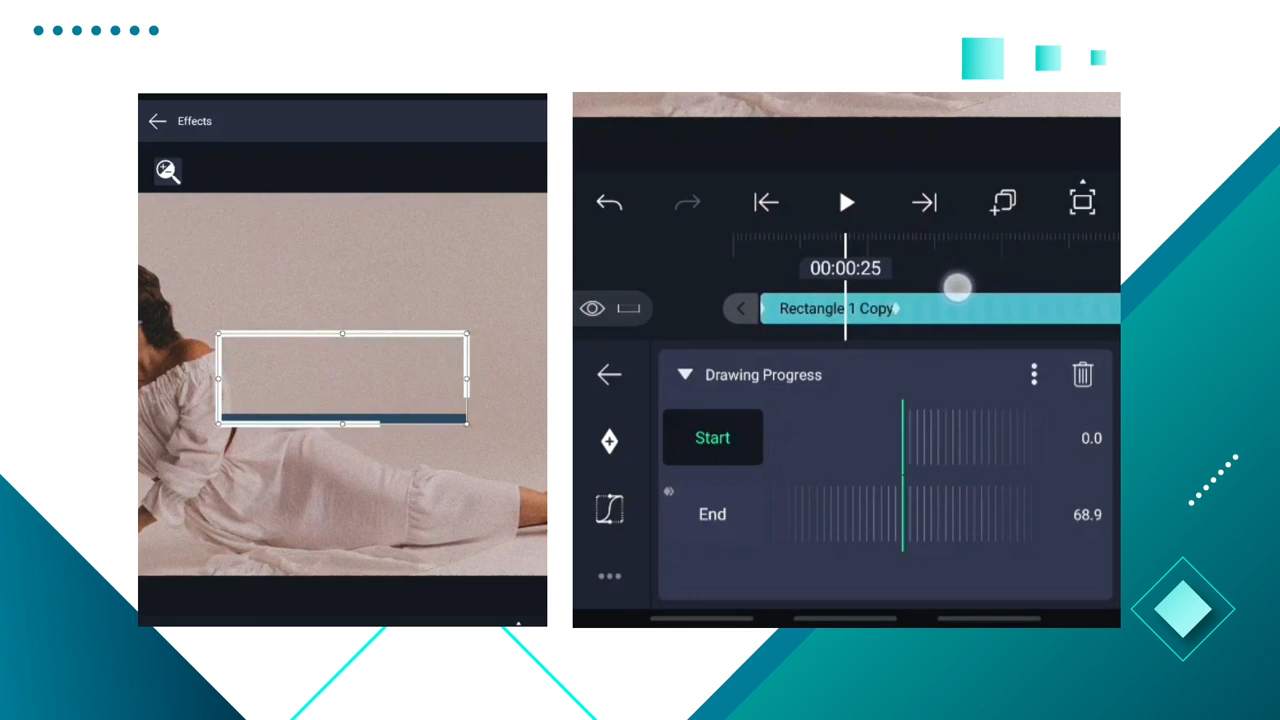 Effects
00:00:25
Rectangle 1 Copy
Drawing Progress
Start
0.0
End
68.9